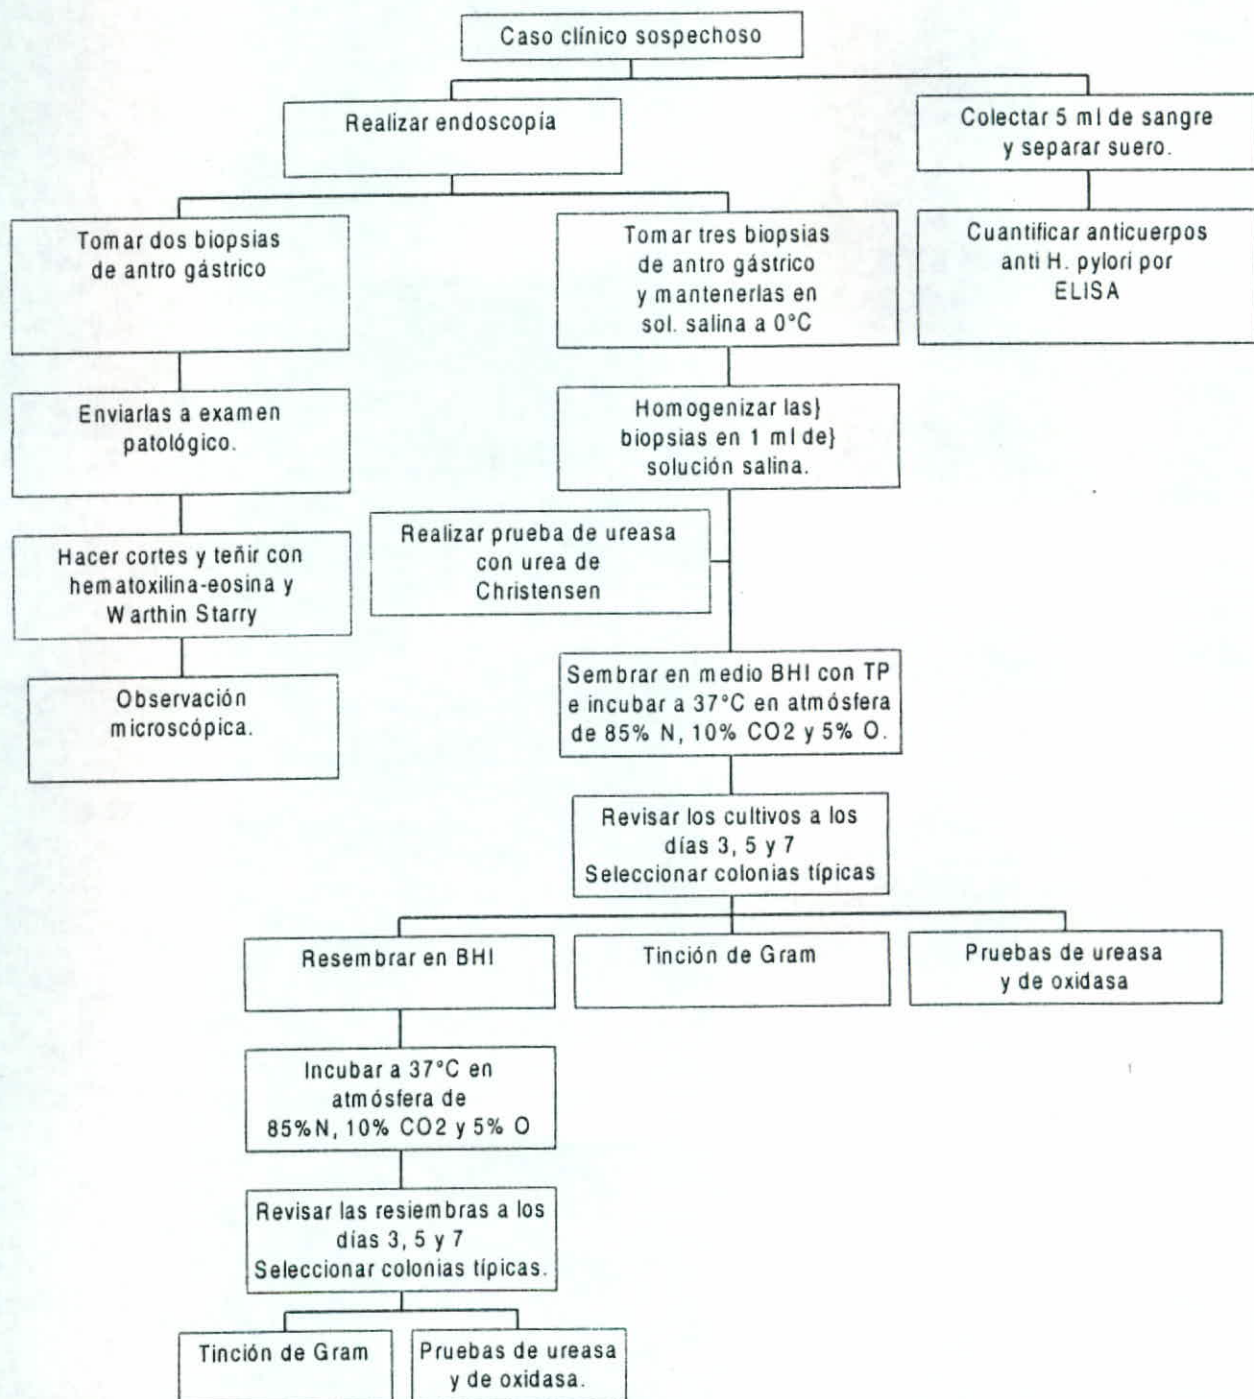 Caso clínico sospechoso
Realizar endoscopía
Colectar 5 ml de sangre
y separar suero.
Tomar dos biopsias
de antro gástrico
Tomar tres biopsias
de antro gástrico
y mantenerlas en
sol. salina a 0°C
Cuantificar anticuerpos
anti H. pylori por
ELISA
Enviarlas a examen
patológico.
Homogenizar las}
biopsias en 1 ml de}
solución salina.
Hacer cortes y teñir con
hematoxilina-eosina y
Warthin Starry
Realizar prueba de ureasa
con urea de
Christensen
Observación
microscópica.
Sembrar en medio BHI con TP
e incubar a 37°C en atmósfera
de 85% N, 10% CO2 y 5% O.
Revisar los cultivos a los
días 3, 5 y 7
Seleccionar colonias típicas
Resembrar en BHI
Tinción de Gram
Pruebas de ureasa
y de oxidasa
Incubar a 37°C en
atmósfera de
85%N, 10% CO2 y 5% O
Revisar las resiembras a los
días 3, 5 y 7
Seleccionar colonias típicas.
Tinción de Gram
Pruebas de ureasa
y de oxidasa.